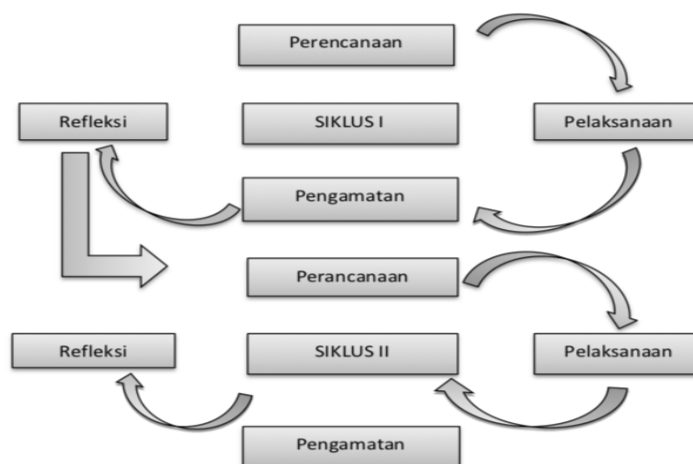 Perencanaan
Refleksi
SIKLUS I
Pelaksanaan
Pengamatan
Perancanaan
Refleksi
SIKLUS II
Pelaksanaan
Pengamatan